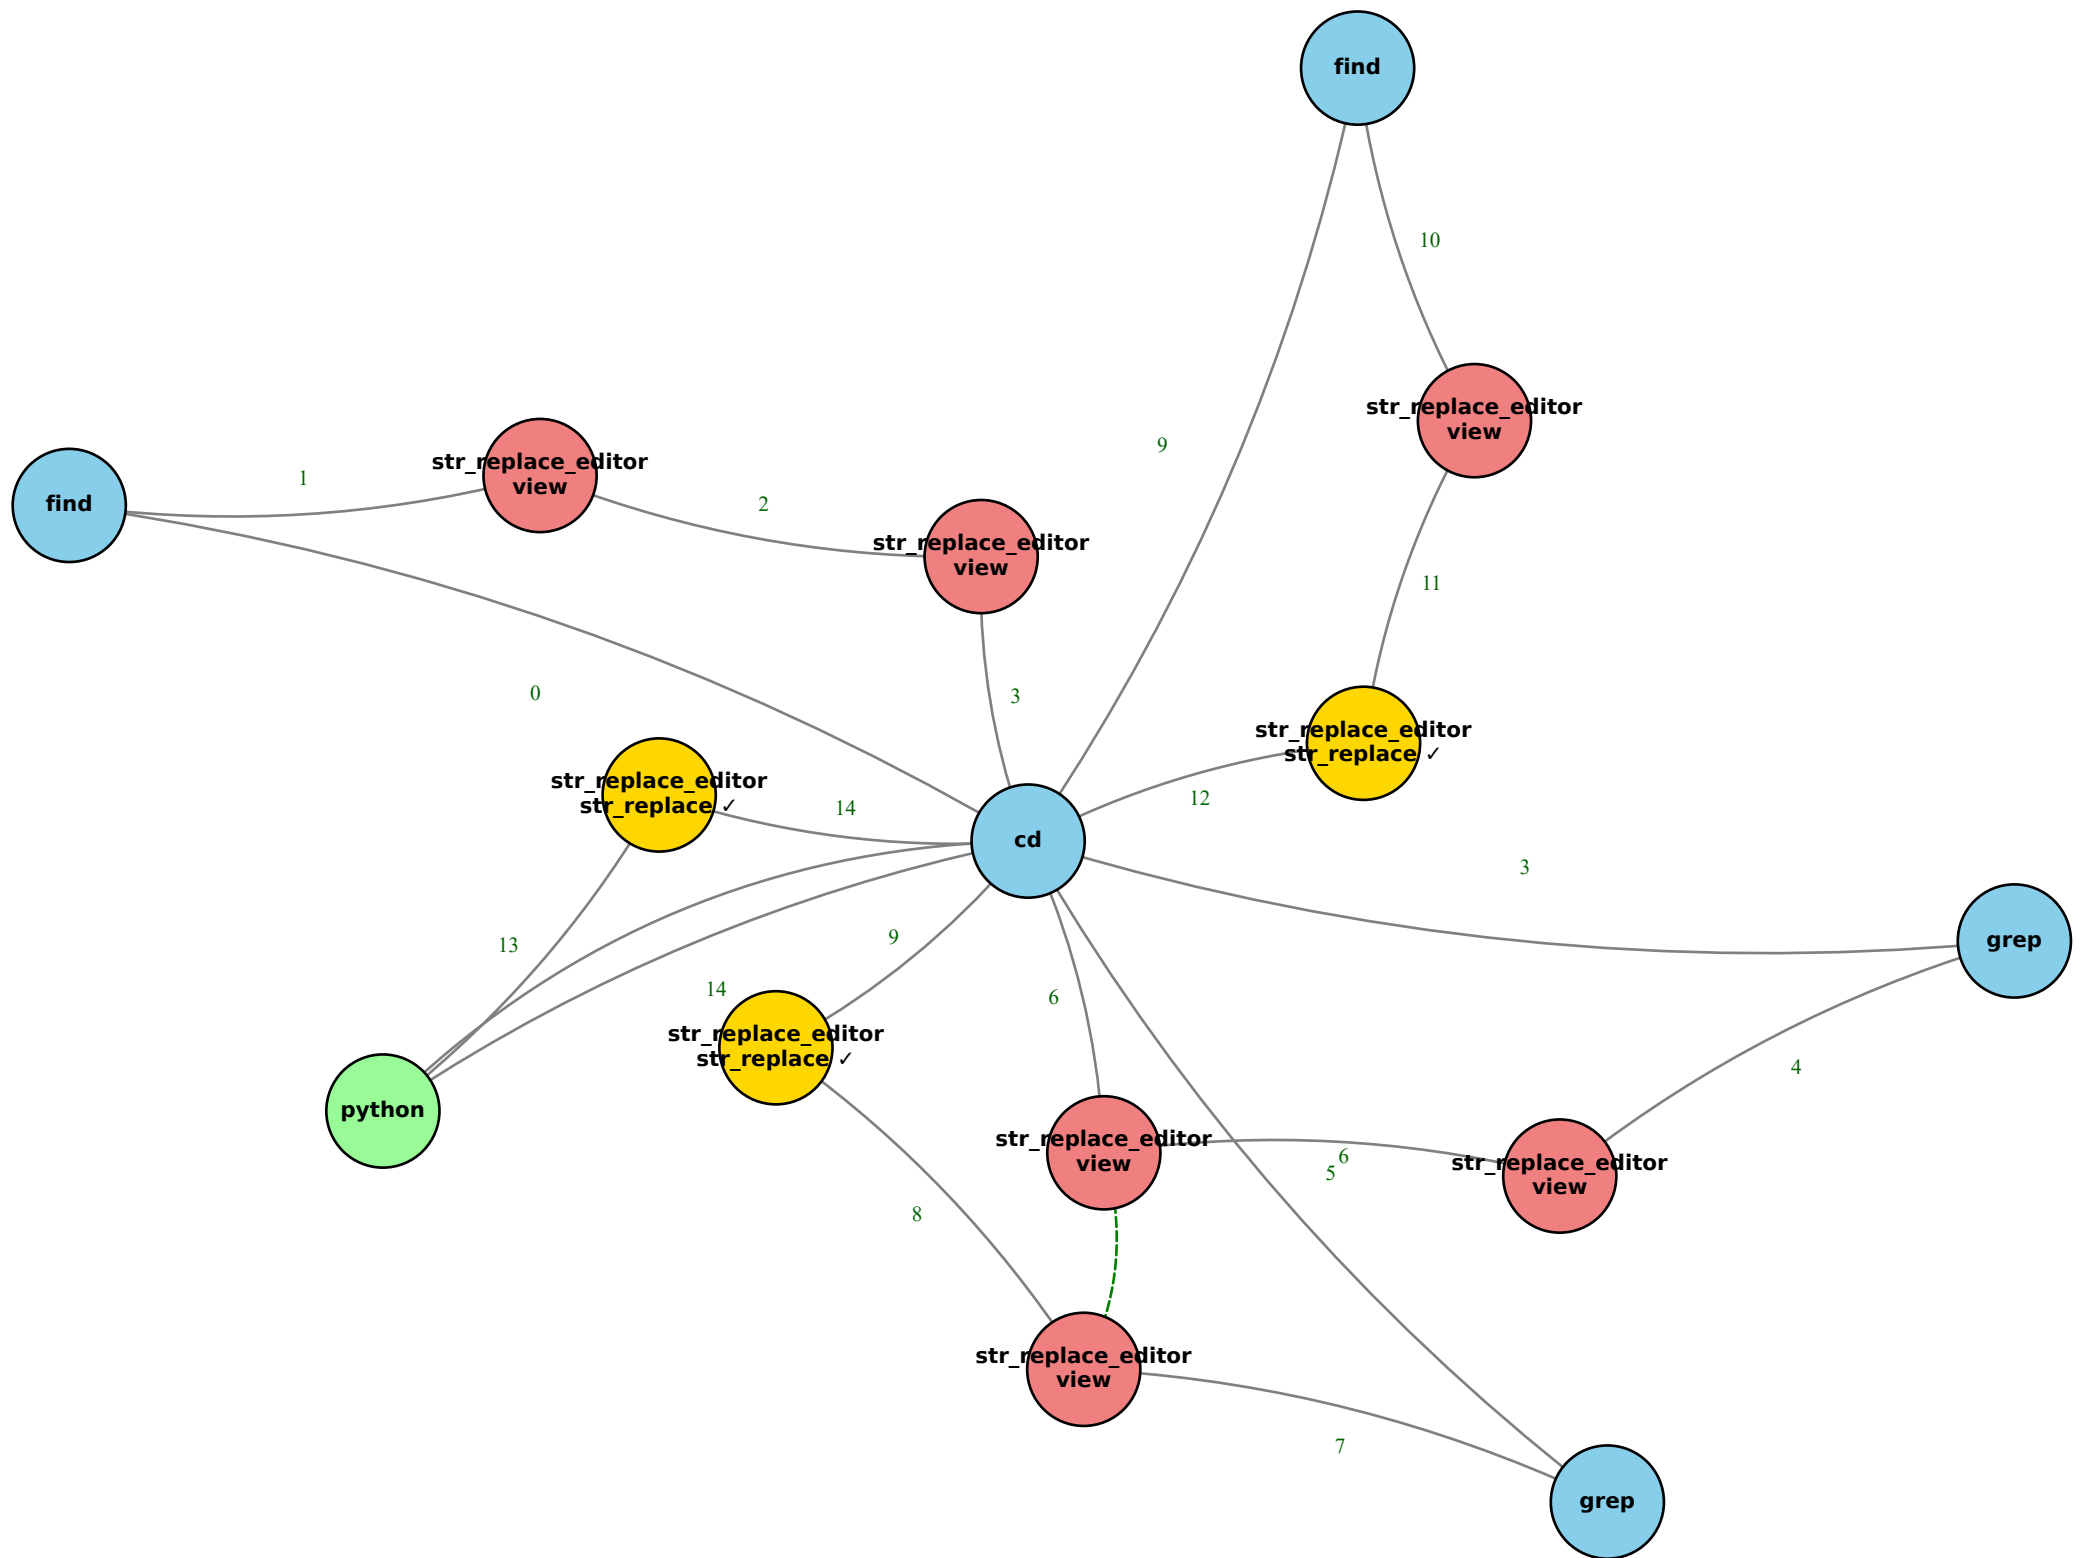 find
10
9
str_replace_editor
view
str_replace_editor
view
1
find
2
str_replace_editor
view
11
0
3
str_replace_editor
str_replace ✓
str_replace_editor
str_replace ✓
14
12
cd
3
9
13
grep
14
6
str_replace_editor
str_replace ✓
4
python
str_replace_editor
view
6
5
str_replace_editor
view
8
str_replace_editor
view
7
grep